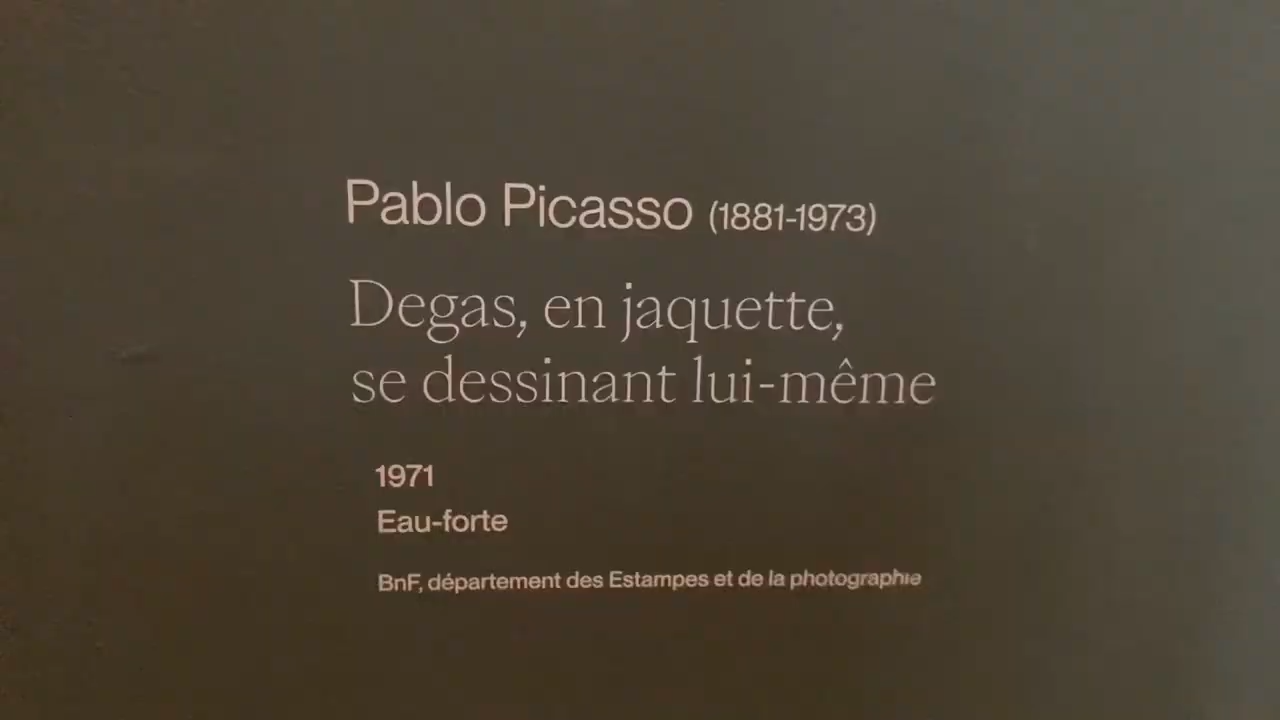 Pablo Picasso (1881-1973)
Degas, en jaquette,
se dessinant lui-même
1971
Eau-forte
BnF, département des Estampes et de la photographie